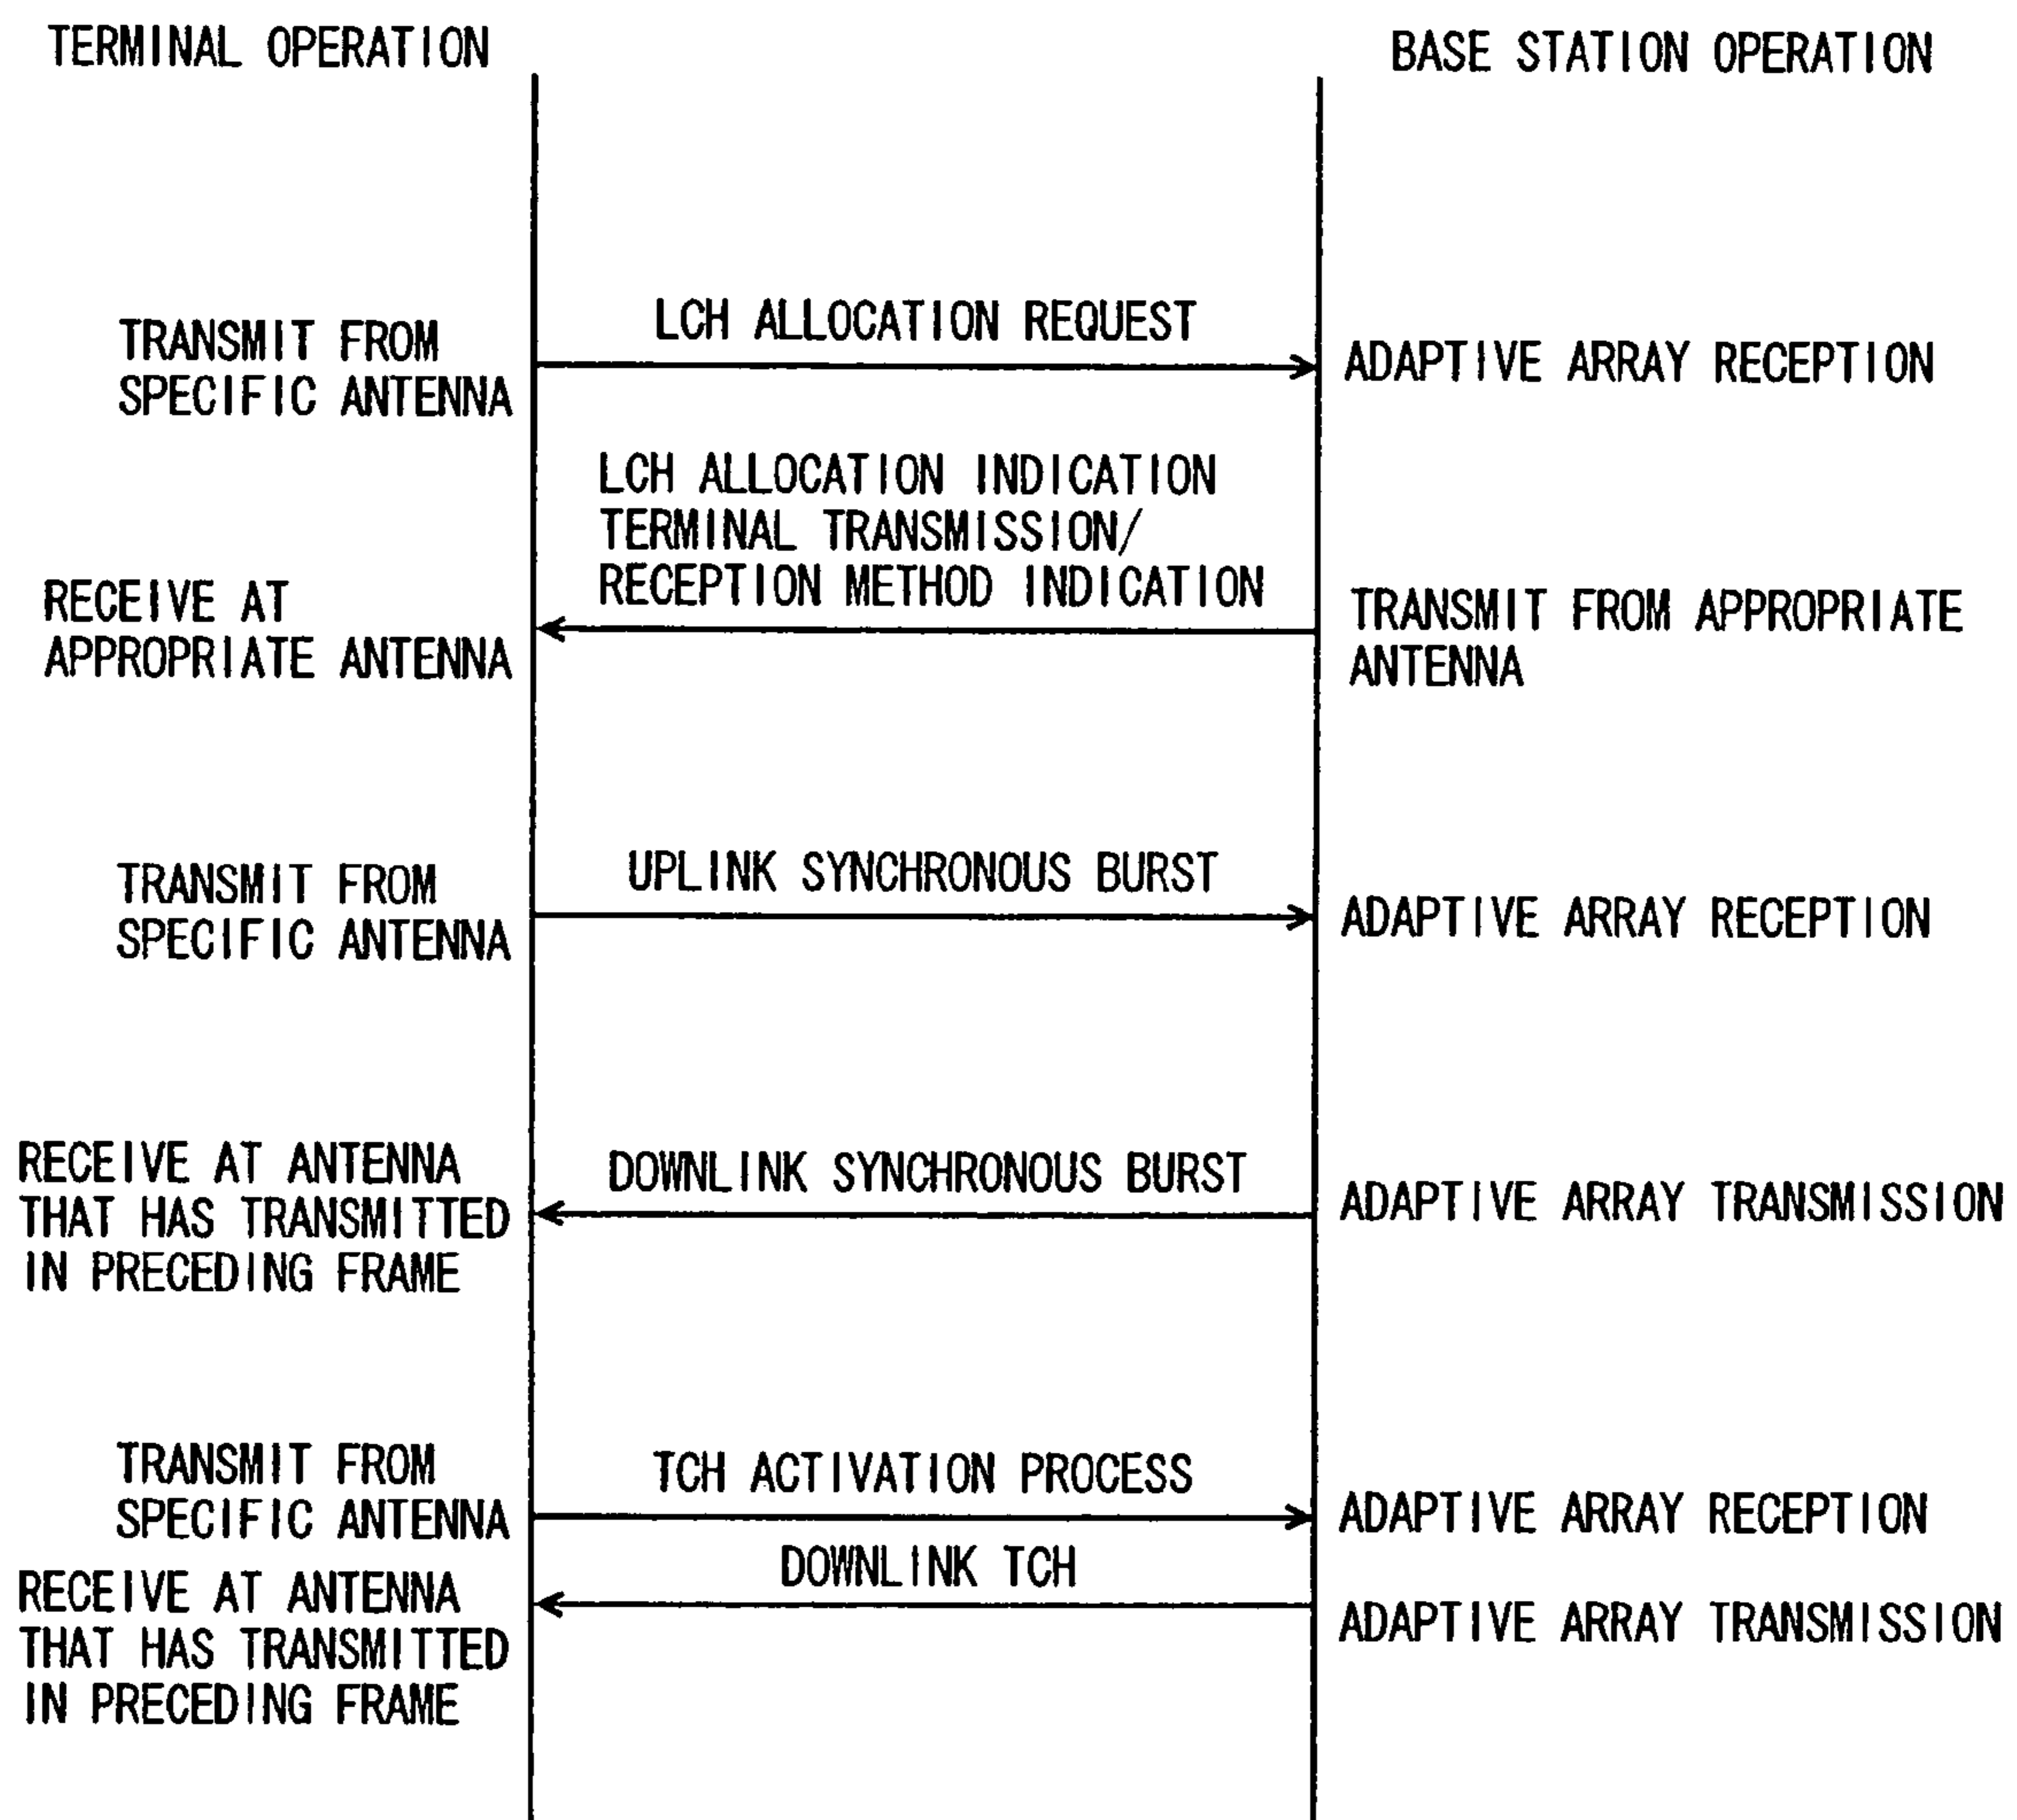 TERMINAL OPERATION
BASE STATION OPERATION
LCH ALLOCATION REQUEST
TRANSMIT FROM
SPECIFIC ANTENNA
ADAPTIVE ARRAY RECEPTION
LCH ALLOCATION INDICATION
TERMINAL TRANSMISSION/
RECEPTION METHOD INDICATION
RECEIVE AT
APPROPRIATE ANTENNA
TRANSMIT FROM APPROPRIATE
ANTENNA
UPLINK SYNCHRONOUS BURST
TRANSMIT FROM
SPECIFIC ANTENNA
ADAPTIVE ARRAY RECEPTION
DOWNLINK SYNCHRONOUS BURST
RECEIVE AT ANTENNA
THAT HAS TRANSMITTED
IN PRECEDING FRAME
ADAPTIVE ARRAY TRANSMISSION
TCH ACTIVATION PROCESS
TRANSMIT FROM
SPECIFIC ANTENNA
ADAPTIVE ARRAY RECEPTION
DOWNLINK TCH
RECEIVE AT ANTENNA
THAT HAS TRANSMITTED
IN PRECEDING FRAME
ADAPTIVE ARRAY TRANSMISSION